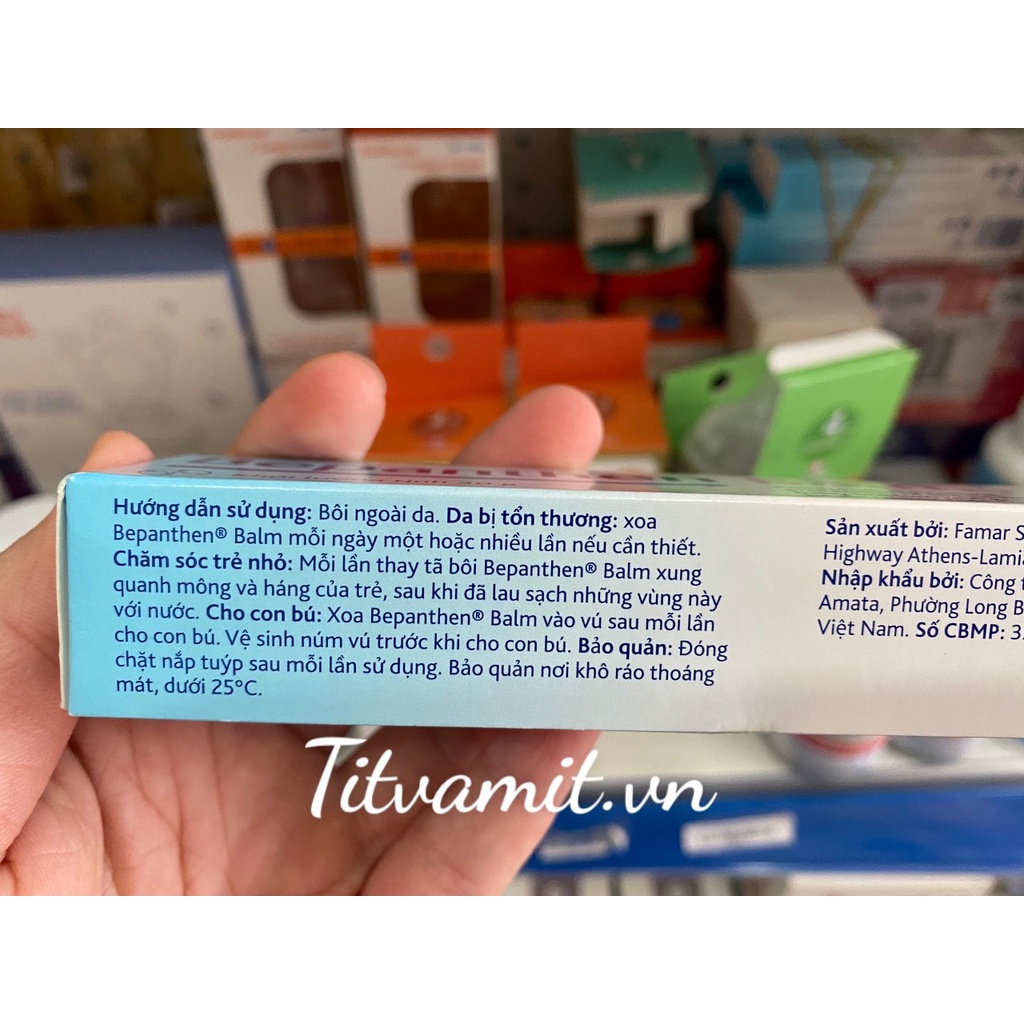 Hướng dẫn sử dụng: Bôi ngoài da. Da bị tổn thương: xoa
Bepanthen® Balm mỗi ngày một hoặc nhiều lần nếu cần thiết.
Chăm sóc trẻ nhỏ: Mỗi lần thay tã bôi Bepanthen® Balm xung
quanh mông và háng của trẻ, sau khi đã lau sạch những vùng này
với nước. Cho con bú: Xoa Bepanthen® Balm vào vú sau mỗi lần
cho con bú. Vệ sinh núm vú trước khi cho con bú. Bảo quản: Đóng
chặt nắp tuýp sau mỗi lần sử dụng. Bảo quản nơi khô ráo thoáng
mát, dưới 25°C.
Sản xuất bởi: Famar S
Highway Athens-Lamia
Nhập khẩu bởi: Công t
Amata, Phường Long B
Việt Nam. Số CBMP: 3
Titvamit.vn